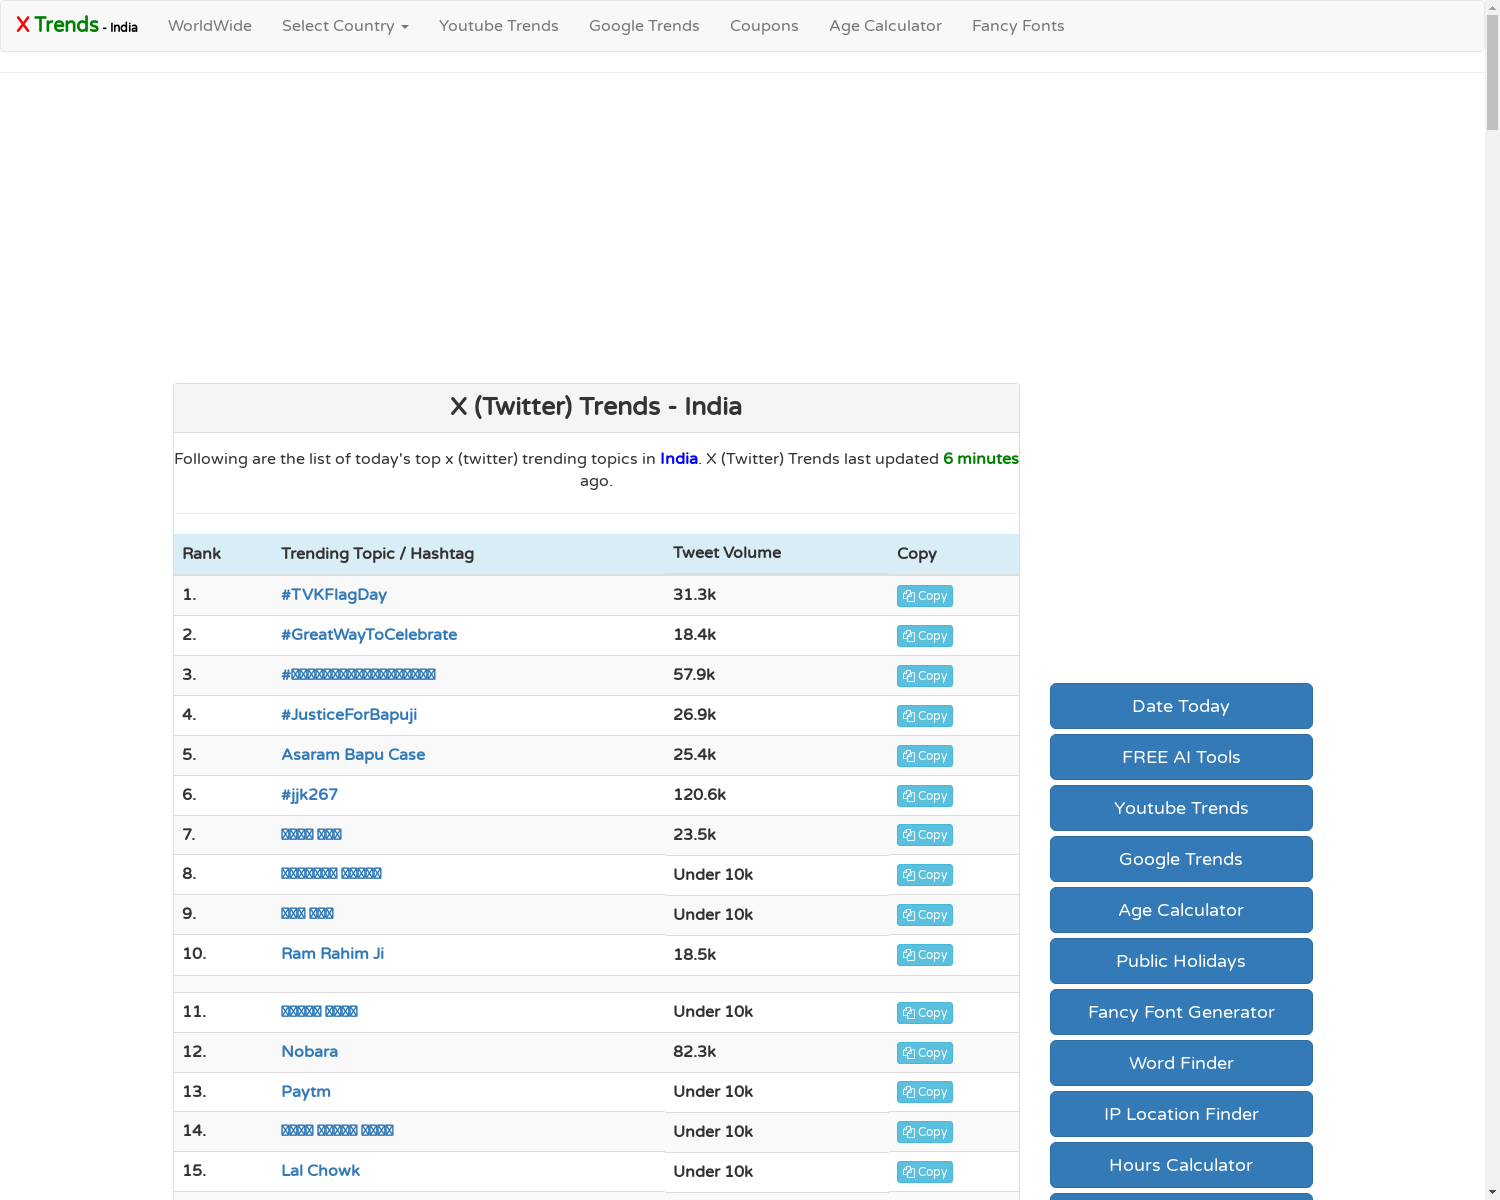 X Trends - India WorldWide Select Country Youtube Trends Google Trends Coupons Age Calculator Fancy Fonts
X (Twitter) Trends - India
Following are the list of today's top x (twitter) trending topics in India. X (Twitter) Trends last updated 6 minutes
ago.
Rank Trending Topic / Hashtag Tweet Volume Copy
1. #TVKFlagDay 31.3k Copy
2. #GreatWayToCelebrate 18.4k Copy
3. # 57.9k Copy
4. #JusticeForBapuji 26.9k Copy
5. Asaram Bapu Case 25.4k Copy
6. #jjk267 120.6k Copy
7. 23.5k Copy
8. Under 10k Copy
9. Under 10k Copy
10. Ram Rahim Ji 18.5k Copy
11. Under 10k Copy
12. Nobara 82.3k Copy
13. Paytm Under 10k Copy
14. Under 10k Copy
15. Lal Chowk Under 10k Copy
Date Today
FREE AI Tools
Youtube Trends
Google Trends
Age Calculator
Public Holidays
Fancy Font Generator
Word Finder
IP Location Finder
Hours Calculator